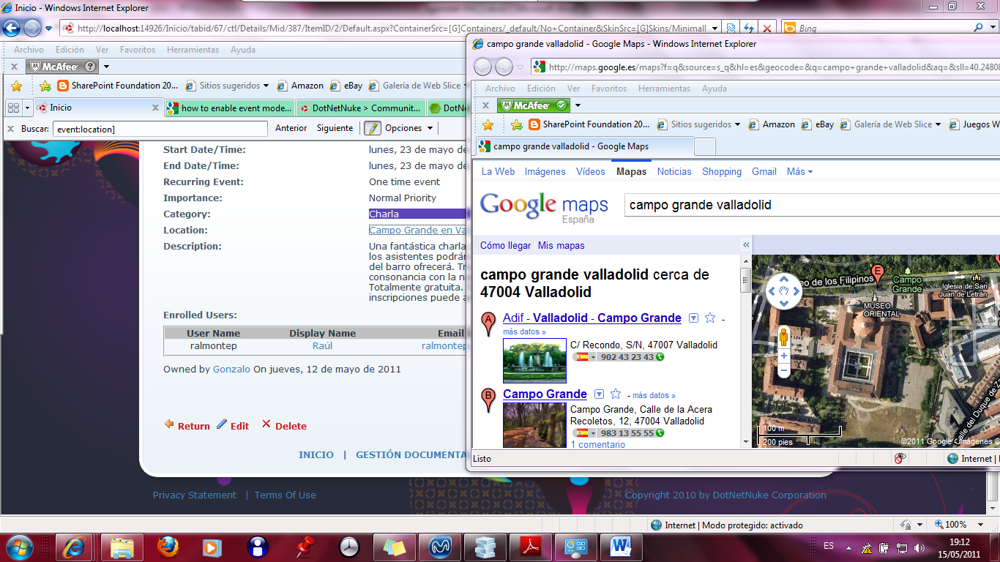 Inicio - Windows Internet Explorer
http://localhost:14926/Inicio/tabid/67/ctl/Details/Mid/387/ItemID/2/Default.aspx?ContainerSrc=[G]Containers/_default/No+Container&SkinSrc=[G]Skins/Minimall
Bing
Archivo Edición Ver Favoritos Herramientas Ayuda
McAfee
SharePoint Foundation 20... Sitios sugeridos Amazon eBay Galería de Web Slice
Inicio how to enable event mode... DotNetNuke > Communit... DotNe
Buscar: event:location] Anterior Siguiente Opciones
Start Date/Time: lunes, 23 de mayo de
End Date/Time: lunes, 23 de mayo de
Recurring Event: One time event
Importance: Normal Priority
Category: Charla
Location: Campo Grande en Va
Description: Una fantástica charla
los asistentes podrán
del barro ofrecerá. Tr
consonancia con la n
Totalmente gratuita.
inscripciones puede a
Enrolled Users:
User Name Display Name Email
ralmontep Raúl ralmontep
Owned by Gonzalo On jueves, 12 de mayo de 2011
Return Edit Delete
INICIO | GESTIÓN DOCUMENTA
Privacy Statement | Terms Of Use
Copyright 2010 by DotNetNuke Corporation
Internet | Modo protegido: activado
100%
campo grande valladolid - Google Maps - Windows Internet Explorer
http://maps.google.es/maps?f=q&source=s_q&hl=es&geocode=&q=campo+grande+valladolid&aq=&sll=40.24808
Archivo Edición Ver Favoritos Herramientas Ayuda
McAfee
SharePoint Foundation 20... Sitios sugeridos Amazon eBay Galería de Web Slice Juegos W
campo grande valladolid - Google Maps
La Web Imágenes Vídeos Mapas Noticias Shopping Gmail Más
Google maps
España
campo grande valladolid
Cómo llegar Mis mapas
campo grande valladolid cerca de
47004 Valladolid
A Adif - Valladolid - Campo Grande -
más datos »
C/ Recondo, S/N, 47007 Valladolid
902 43 23 43
B Campo Grande - más datos »
Campo Grande, Calle de la Acera
Recoletos, 12, 47004 Valladolid
983 13 55 55
1 comentario
eo de los Filipinos
E
Campo
Grande
Iglesia de San
Juan de Letrán
MUSEO
ORIENTAL
Calle del Duque de
100 m
200 pies
©2011 Google - Imágenes ©
Listo
Internet |
ES
19:12
15/05/2011